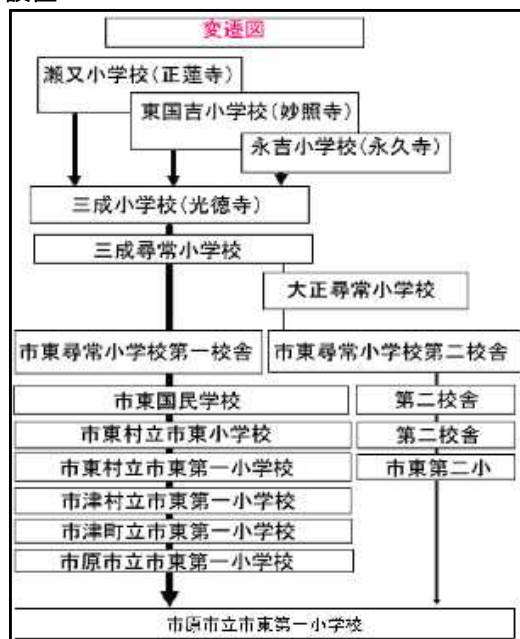 変遷図
瀬又小学校(正蓮寺)
東国吉小学校(妙照寺)
永吉小学校(永久寺)
三成小学校(光徳寺)
三成尋常小学校
大正尋常小学校
市東尋常小学校第一校舎
市東尋常小学校第二校舎
市東国民学校
第二校舎
市東村立市東小学校
第二校舎
市東村立市東第一小学校
市東第二小
市津村立市東第一小学校
市津町立市東第一小学校
市原市立市東第一小学校
市原市立市東第一小学校